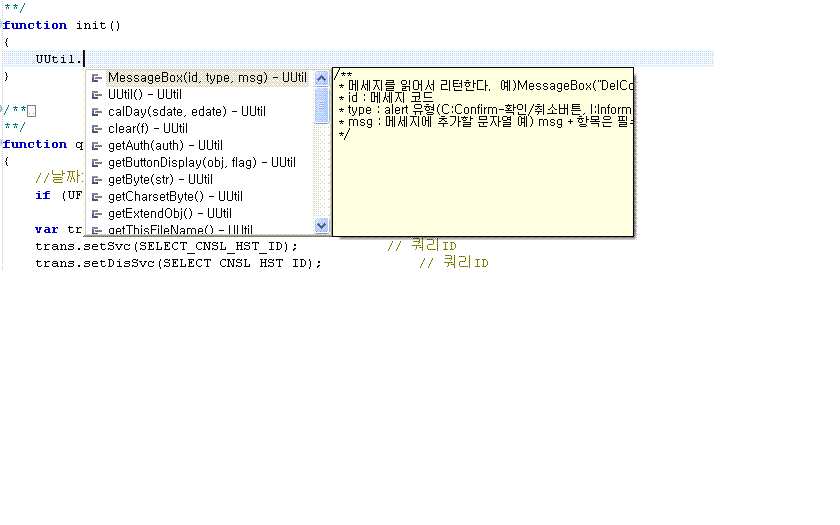 **/
function init()
{
UUtil.
}
/**
**/
function q
{
//날짜
if (UF
var tr
trans.setSvc(SELECT_CNSL_HST_ID); // 쿼리ID
trans.setDisSvc(SELECT CNSL HST ID); // 쿼리ID
MessageBox(id, type, msg) - UUtil
UUtil() - UUtil
calDay(sdate, edate) - UUtil
clear(f) - UUtil
getAuth(auth) - UUtil
getButtonDisplay(obj, flag) - UUtil
getByte(str) - UUtil
getCharsetByte() - UUtil
getExtendObj() - UUtil
getThisFileName() - UUtil
/**
* 메세지를 읽어서 리턴한다. 예)MessageBox("DelCo
* id : 메세지 코드
* type : alert 유형(C:Confirm-확인/취소버튼, I:Inform
* msg : 메세지에 추가할 문자열 예) msg + 항목은 필수
*/